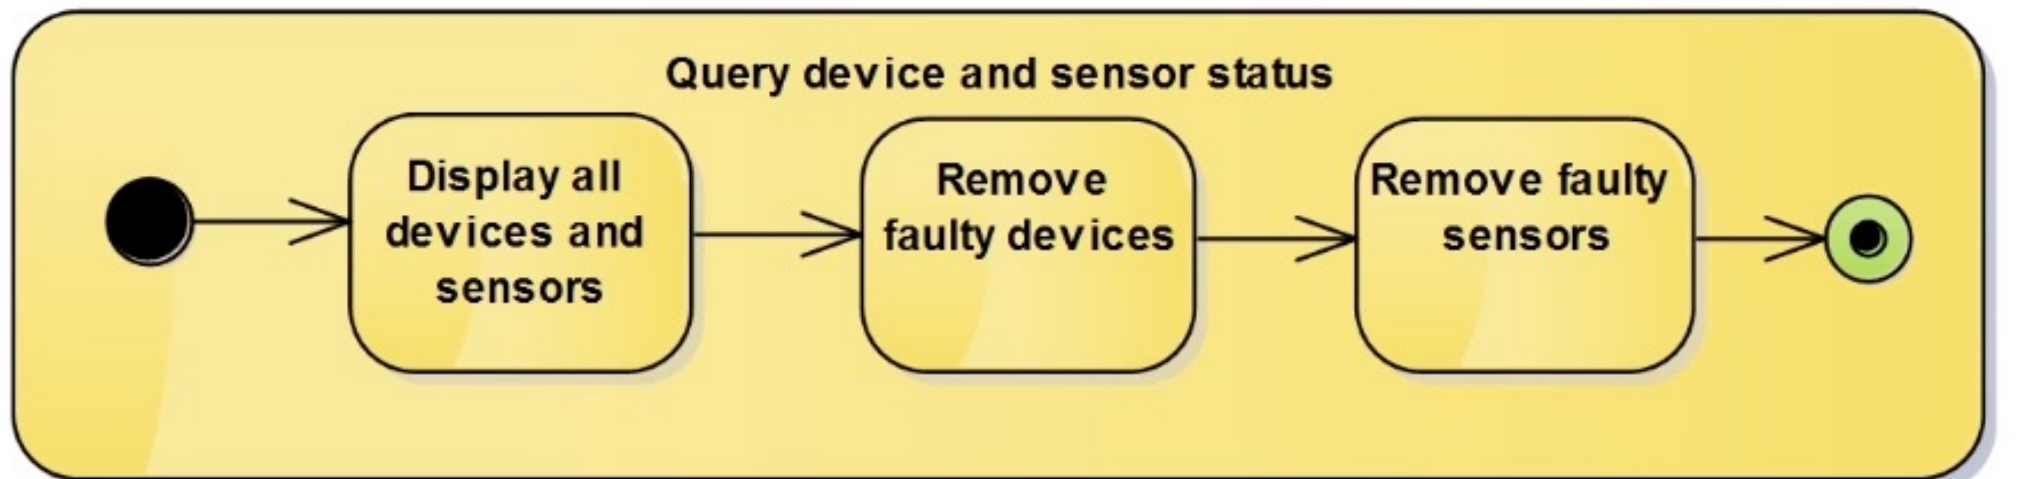 Query device and sensor status
Display all
devices and
sensors
Remove
faulty devices
Remove faulty
sensors